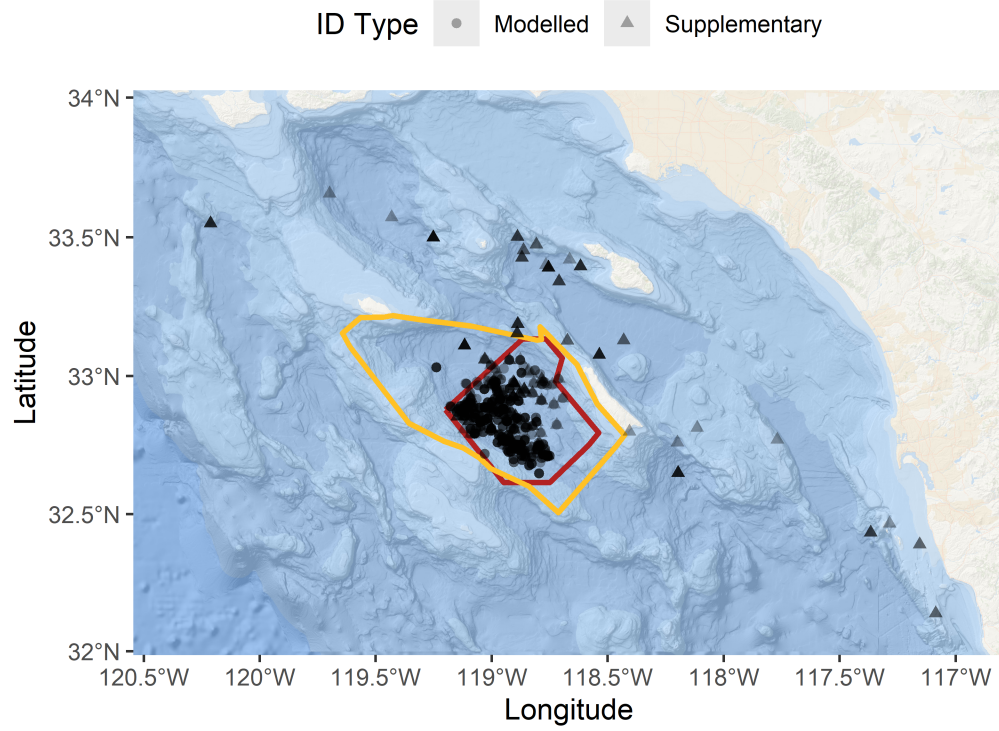 ID Type Modelled Supplementary
34°N
33.5°N
33°N
32.5°N
32°N
Latitude
120.5°W 120°W 119.5°W 119°W 118.5°W 118°W 117.5°W 117°W
Longitude